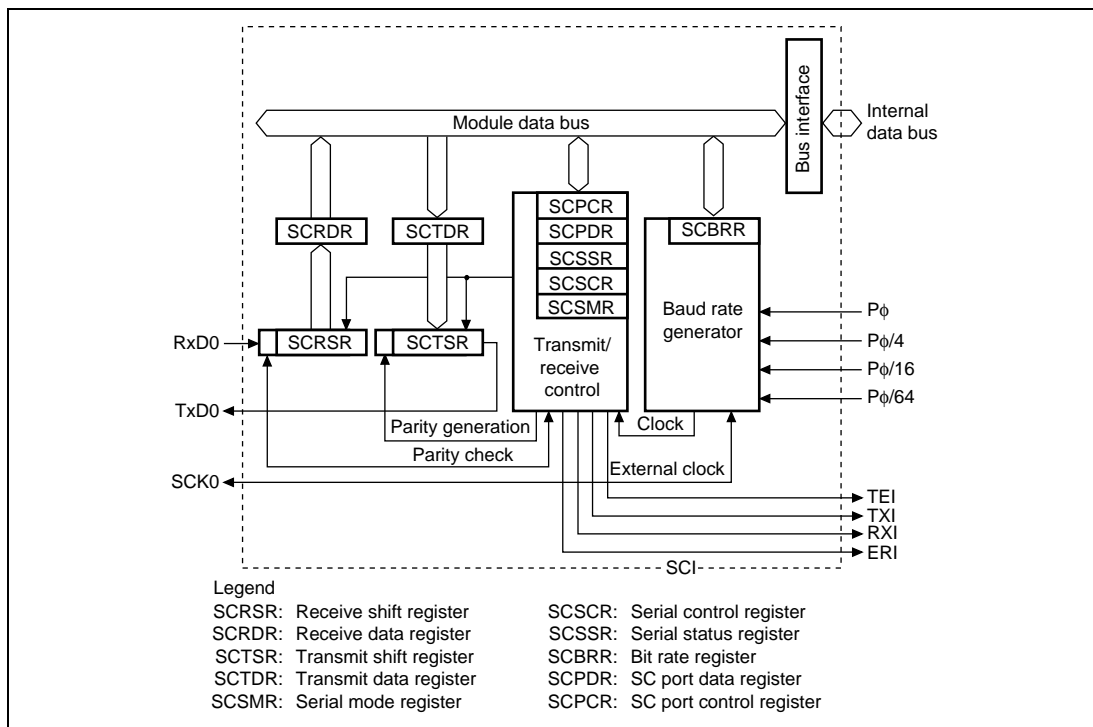 Module data bus
Bus interface
Internal
data bus
SCRDR
SCTDR
SCPCR
SCPDR
SCSSR
SCSCR
SCSMR
Transmit/
receive
control
SCBRR
Baud rate
generator
Pϕ
Pϕ/4
Pϕ/16
Pϕ/64
RxD0
SCRSR
SCTSR
TxD0
Parity generation
Parity check
Clock
External clock
SCK0
TEI
TXI
RXI
ERI
SCI
Legend
SCRSR: Receive shift register
SCRDR: Receive data register
SCTSR: Transmit shift register
SCTDR: Transmit data register
SCSMR: Serial mode register
SCSCR: Serial control register
SCSSR: Serial status register
SCBRR: Bit rate register
SCPDR: SC port data register
SCPCR: SC port control register